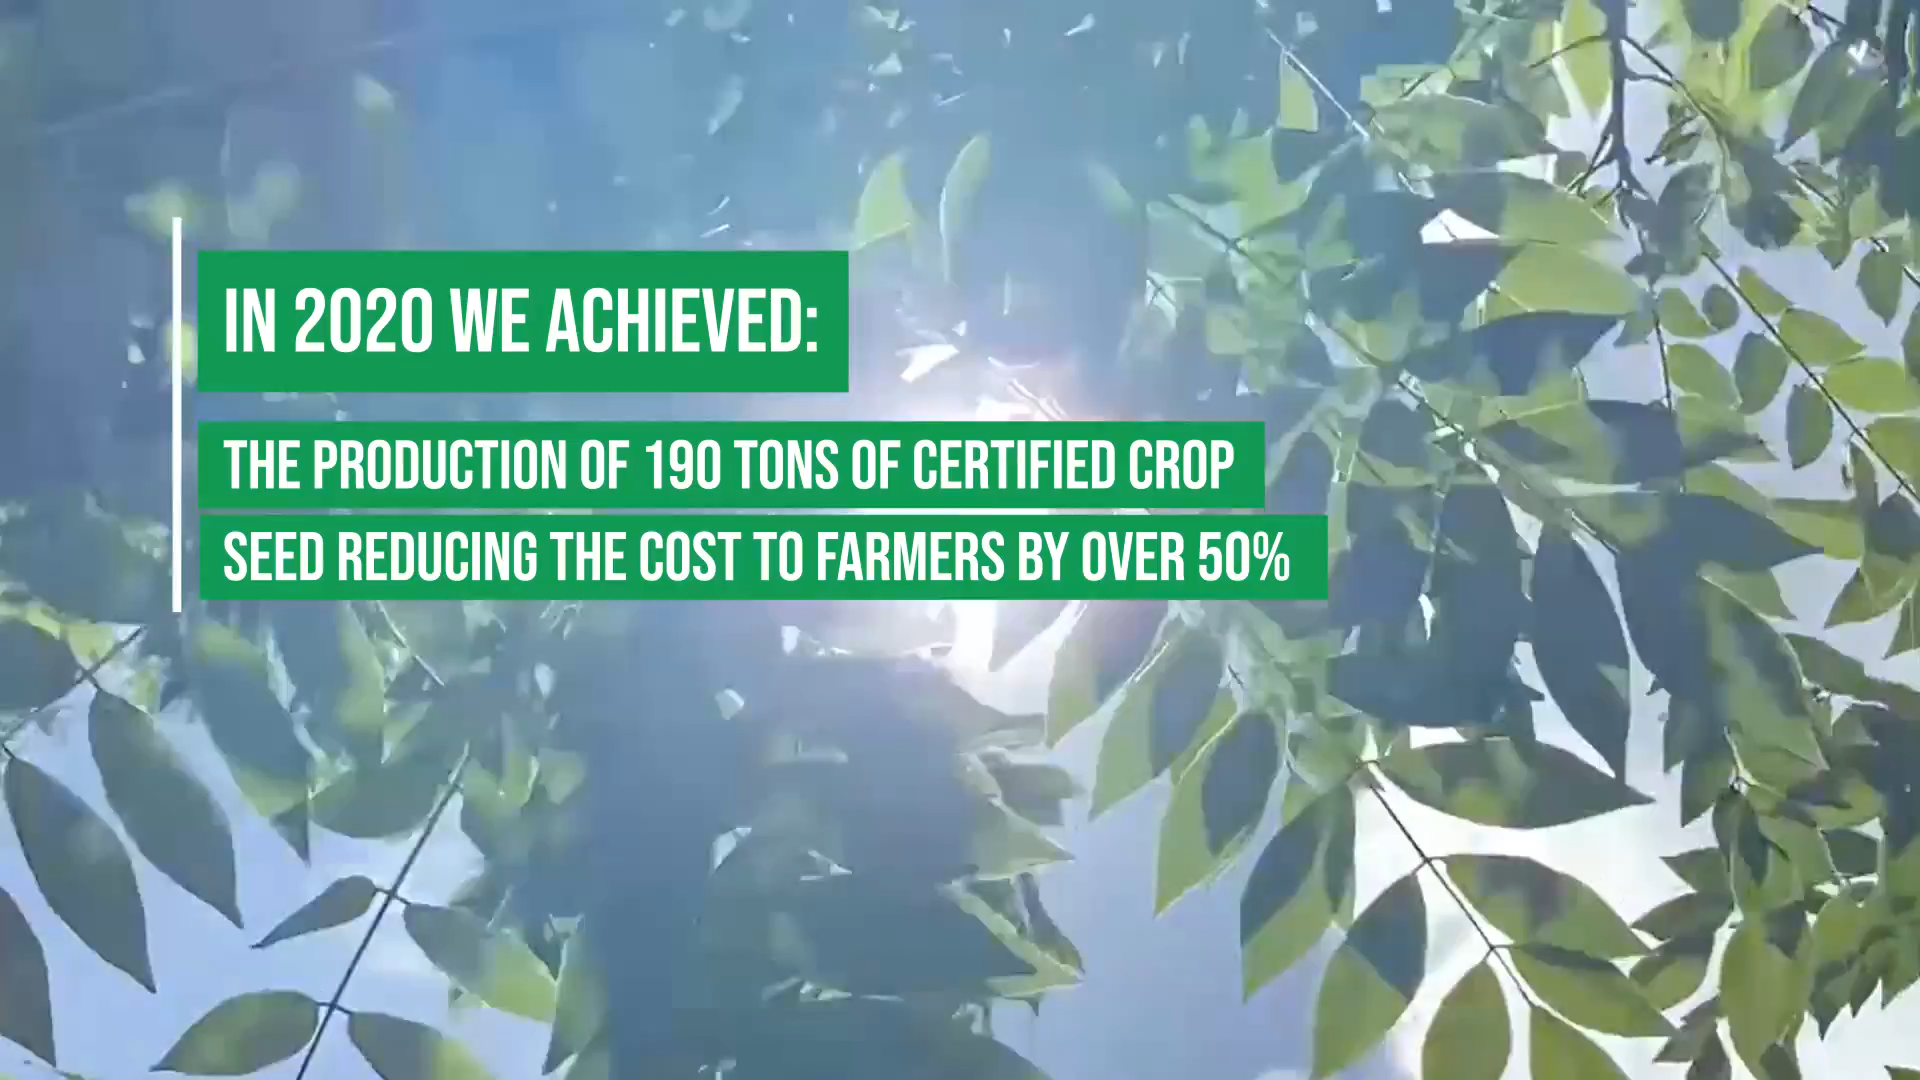 IN 2020 WE ACHIEVED:
THE PRODUCTION OF 190 TONS OF CERTIFIED CROP
SEED REDUCING THE COST TO FARMERS BY OVER 50%